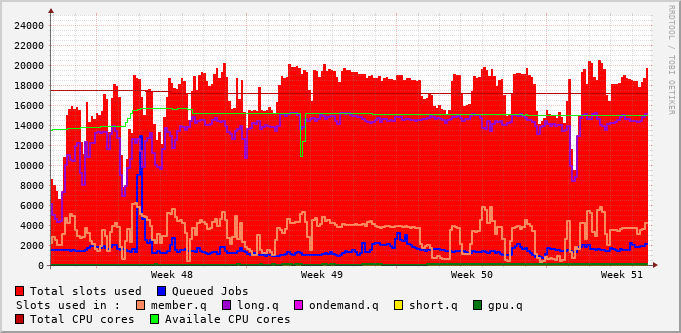 RRDTOOL / TOBI OETIKER
24000
22000
20000
18000
16000
14000
12000
10000
8000
6000
4000
2000
0
Week 48 Week 49 Week 50 Week 51
Total slots used Queued Jobs
Slots used in : member.q long.q ondemand.q short.q gpu.q
Total CPU cores Availale CPU cores